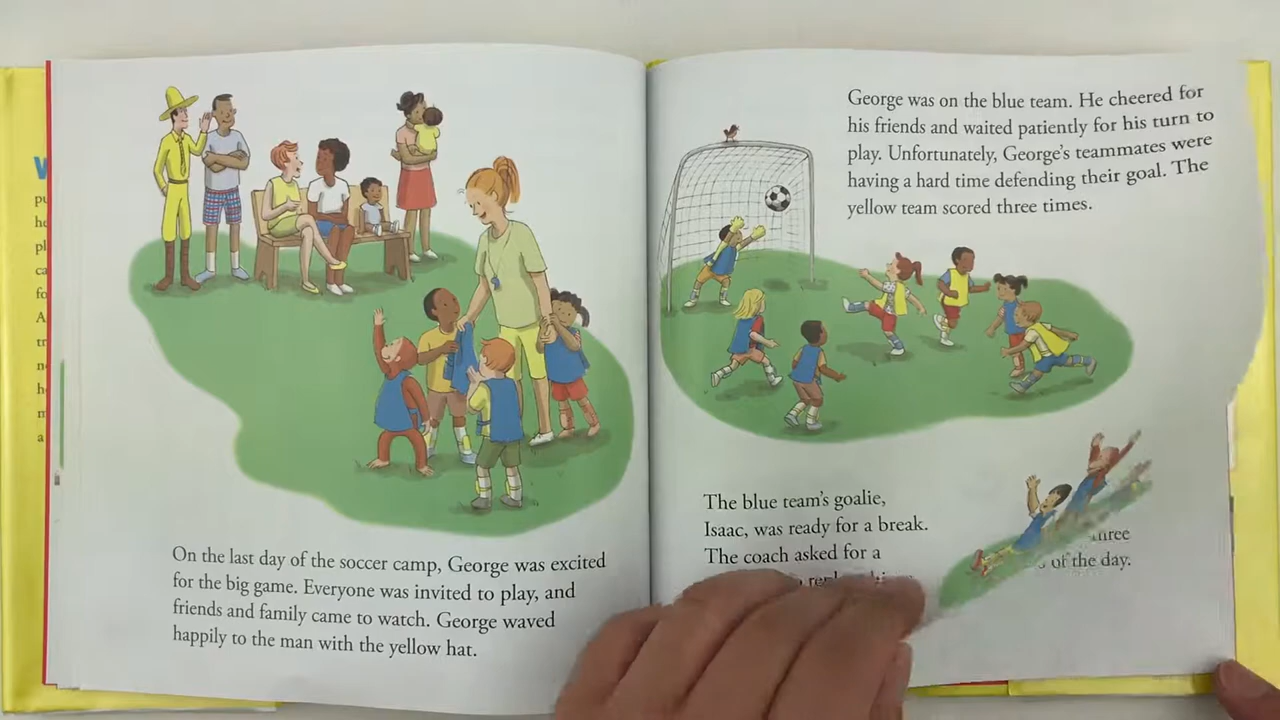 On the last day of the soccer camp, George was excited
for the big game. Everyone was invited to play, and
friends and family came to watch. George waved
happily to the man with the yellow hat.
George was on the blue team. He cheered for
his friends and waited patiently for his turn to
play. Unfortunately, George's teammates were
having a hard time defending their goal. The
yellow team scored three times.
The blue team's goalie,
Isaac, was ready for a break.
The coach asked for a
of the day.